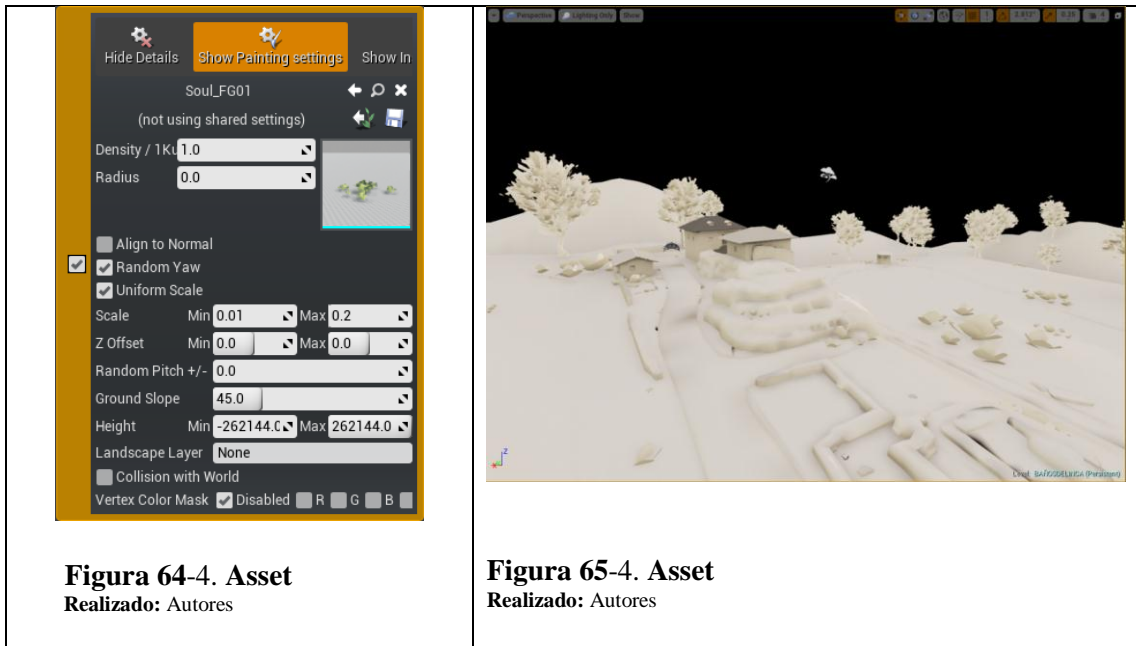 Hide Details Show Painting settings Show In
Soul_FG01
(not using shared settings)
Density / 1Ku 1.0
Radius 0.0
Align to Normal
Random Yaw
Uniform Scale
Scale Min 0.01 Max 0.2
Z Offset Min 0.0 Max 0.0
Random Pitch +/- 0.0
Ground Slope 45.0
Height Min -262144.0 Max 262144.0
Landscape Layer None
Collision with World
Vertex Color Mask Disabled R G B
Figura 64-4. Asset
Realizado: Autores
Perspective Lighting Only Show
Level: BAÑOSDELINCA (Persistent)
Figura 65-4. Asset
Realizado: Autores